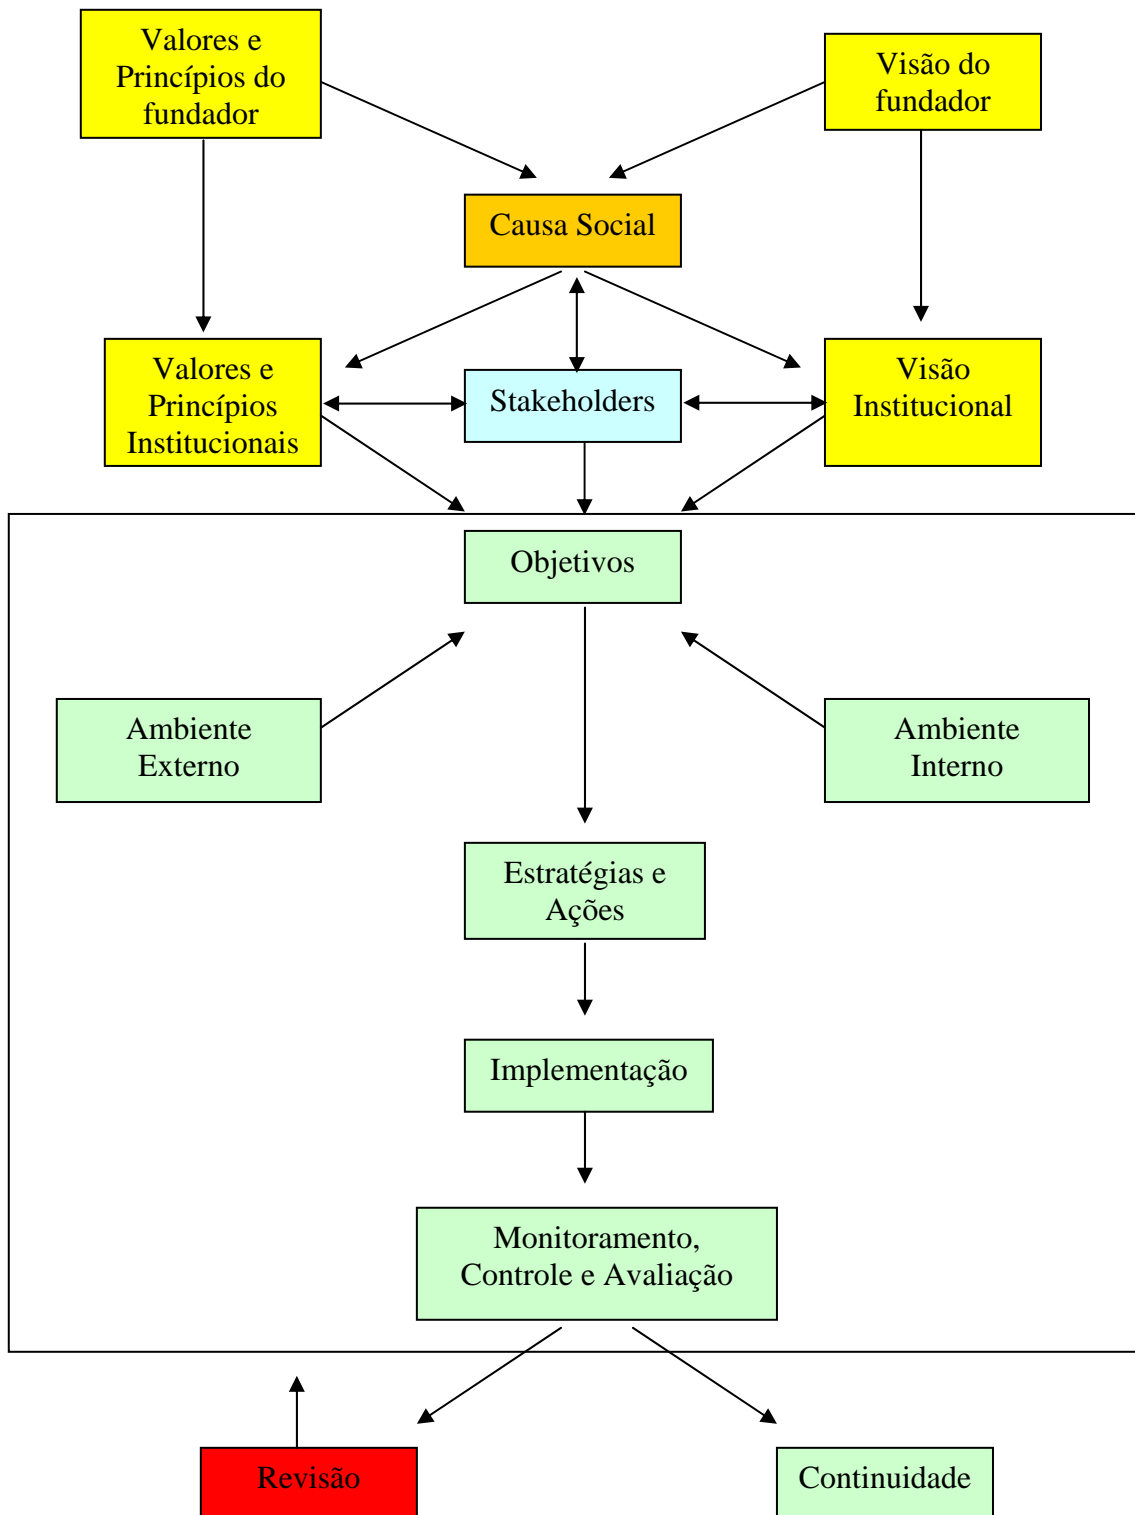 Valores e
Princípios do
fundador
Visão do
fundador
Causa Social
Valores e
Princípios
Institucionais
Stakeholders
Visão
Institucional
Objetivos
Ambiente
Externo
Ambiente
Interno
Estratégias e
Ações
Implementação
Monitoramento,
Controle e Avaliação
Revisão
Continuidade